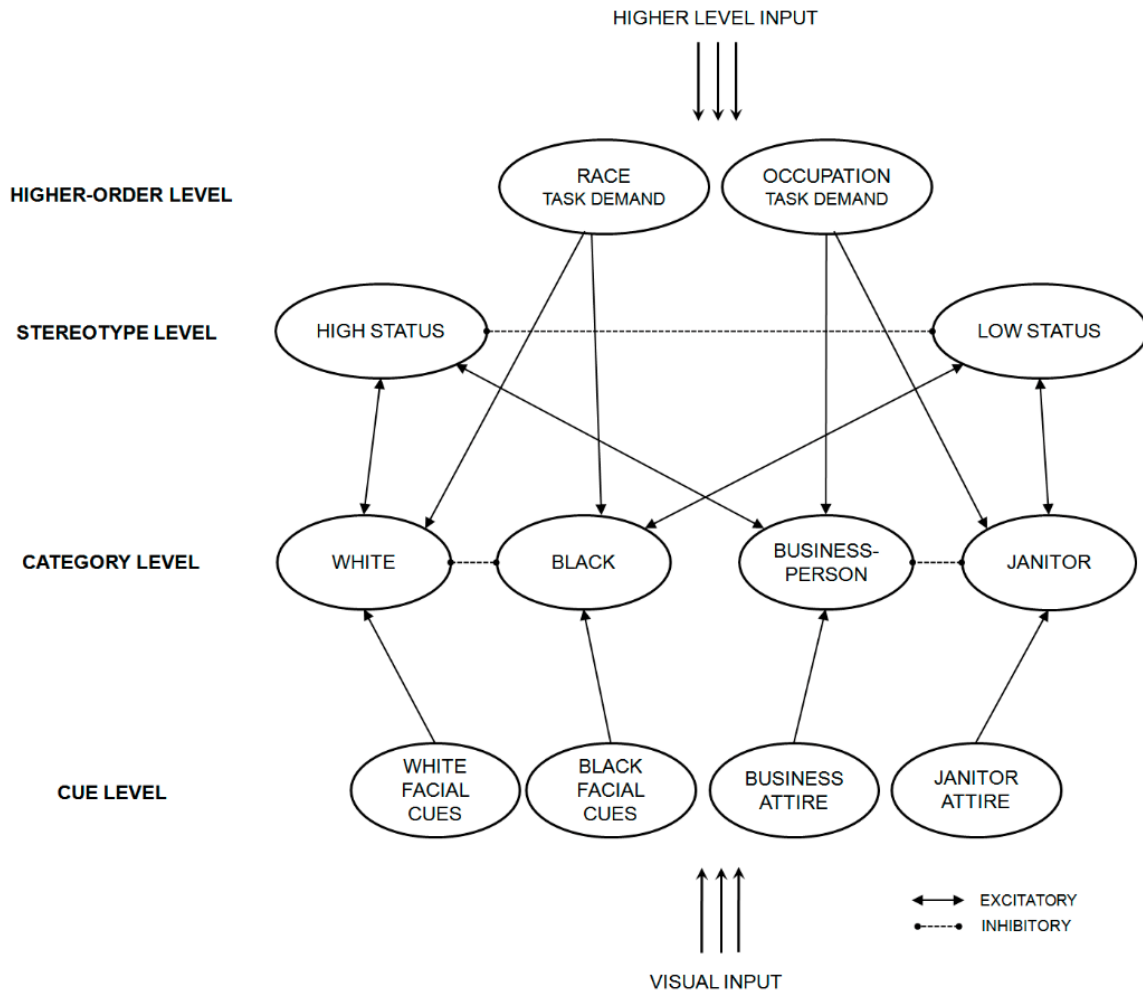 HIGHER LEVEL INPUT
HIGHER-ORDER LEVEL
RACE
TASK DEMAND
OCCUPATION
TASK DEMAND
STEREOTYPE LEVEL
HIGH STATUS
LOW STATUS
CATEGORY LEVEL
WHITE
BLACK
BUSINESS-
PERSON
JANITOR
CUE LEVEL
WHITE
FACIAL
CUES
BLACK
FACIAL
CUES
BUSINESS
ATTIRE
JANITOR
ATTIRE
EXCITATORY
INHIBITORY
VISUAL INPUT